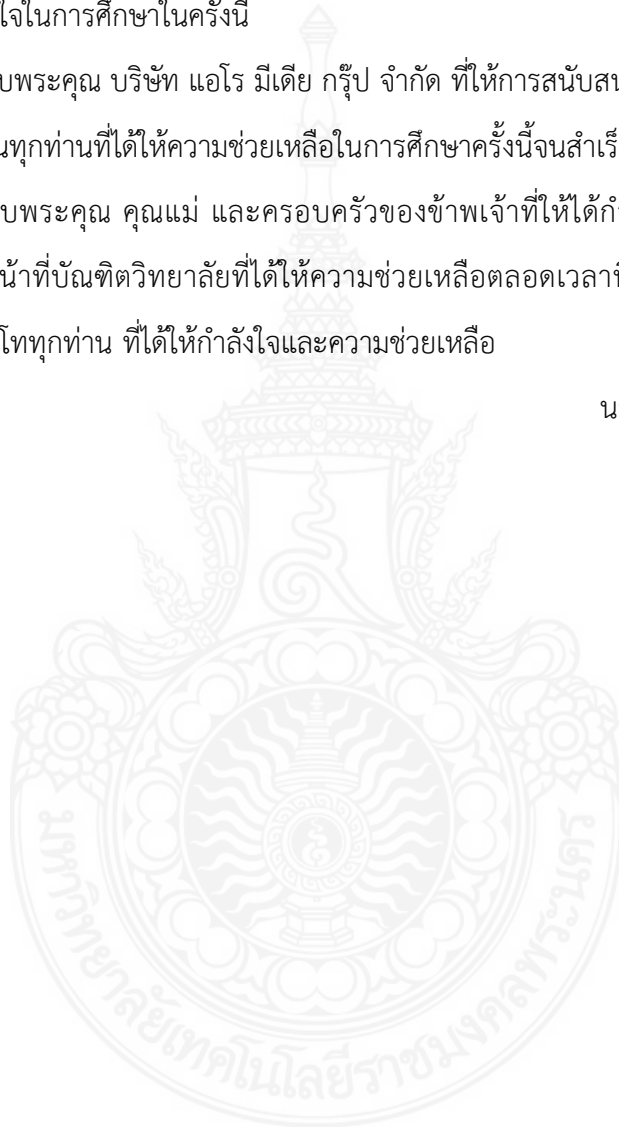 ใจในการศึกษาในครั้งนี้
บพระคุณ บริษัท แอโร มีเดีย กรุ๊ป จำกัด ที่ให้การสนับสน
นทุกท่านที่ได้ให้ความช่วยเหลือในการศึกษาครั้งนี้จนสำเร็
บพระคุณ คุณแม่ และครอบครัวของข้าพเจ้าที่ให้ได้กำ
น้าที่บัณฑิตวิทยาลัยที่ได้ให้ความช่วยเหลือตลอดเวลาที
โททุกท่าน ที่ได้ให้กำลังใจและความช่วยเหลือ
น
มหาวิทยาลัยเทคโนโลยีราชมงคลพระนคร